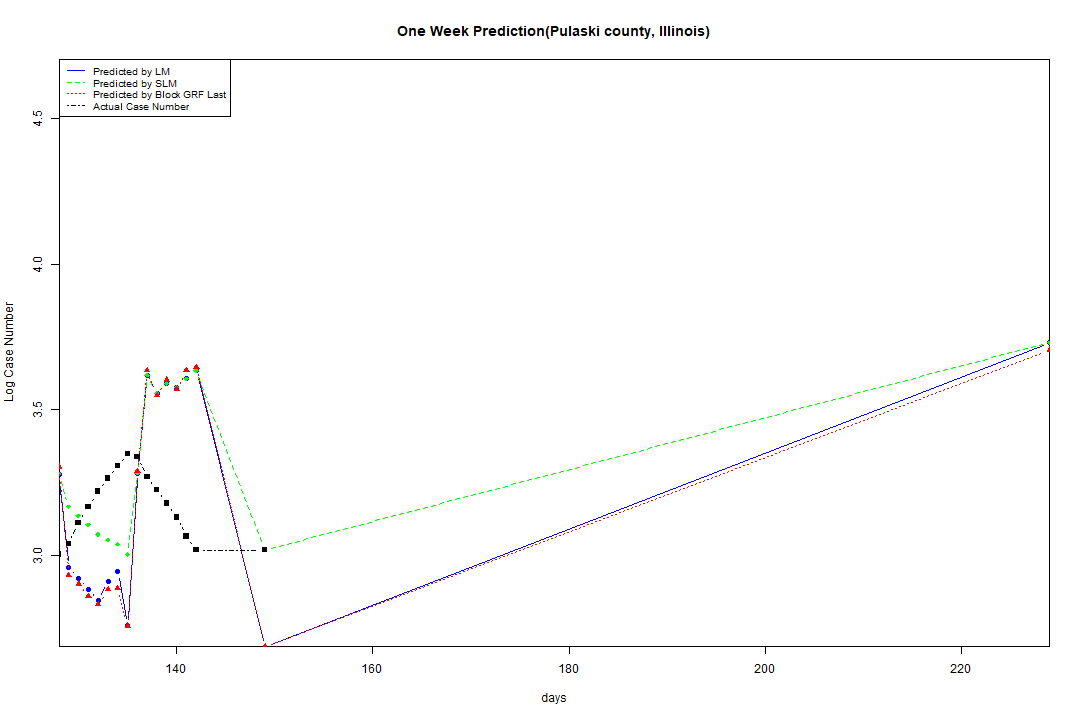 One Week Prediction(Pulaski county, Illinois)
Predicted by LM
Predicted by SLM
Predicted by Block GRF Last
Actual Case Number
4.5
4.0
3.5
3.0
Log Case Number
140 160 180 200 220
days